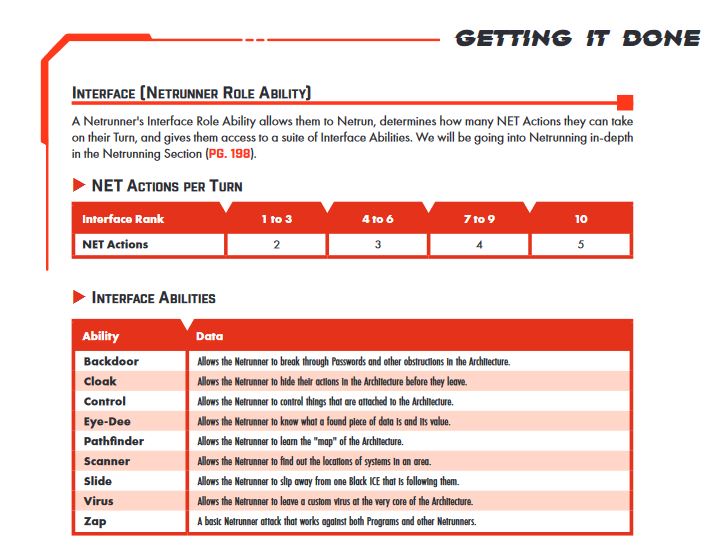 GETTING IT DONE
INTERFACE (NETRUNNER ROLE ABILITY)
A Netrunner's Interface Role Ability allows them to Netrun, determines how many NET Actions they can take
on their Turn, and gives them access to a suite of Interface Abilities. We will be going into Netrunning in-depth
in the Netrunning Section (PG. 198).
NET ACTIONS PER TURN
Interface Rank 1 to 3 4 to 6 7 to 9 10
NET Actions 2 3 4 5
INTERFACE ABILITIES
Ability Data
Backdoor Allows the Netrunner to break through Passwords and other obstructions in the Architecture.
Cloak Allows the Netrunner to hide their actions in the Architecture before they leave.
Control Allows the Netrunner to control things that are attached to the Architecture.
Eye-Dee Allows the Netrunner to know what a found piece of data is and its value.
Pathfinder Allows the Netrunner to learn the "map" of the Architecture.
Scanner Allows the Netrunner to find out the locations of systems in an area.
Slide Allows the Netrunner to slip away from one Black ICE that is following them.
Virus Allows the Netrunner to leave a custom virus at the very core of the Architecture.
Zap A basic Netrunner attack that works against both Programs and other Netrunners.